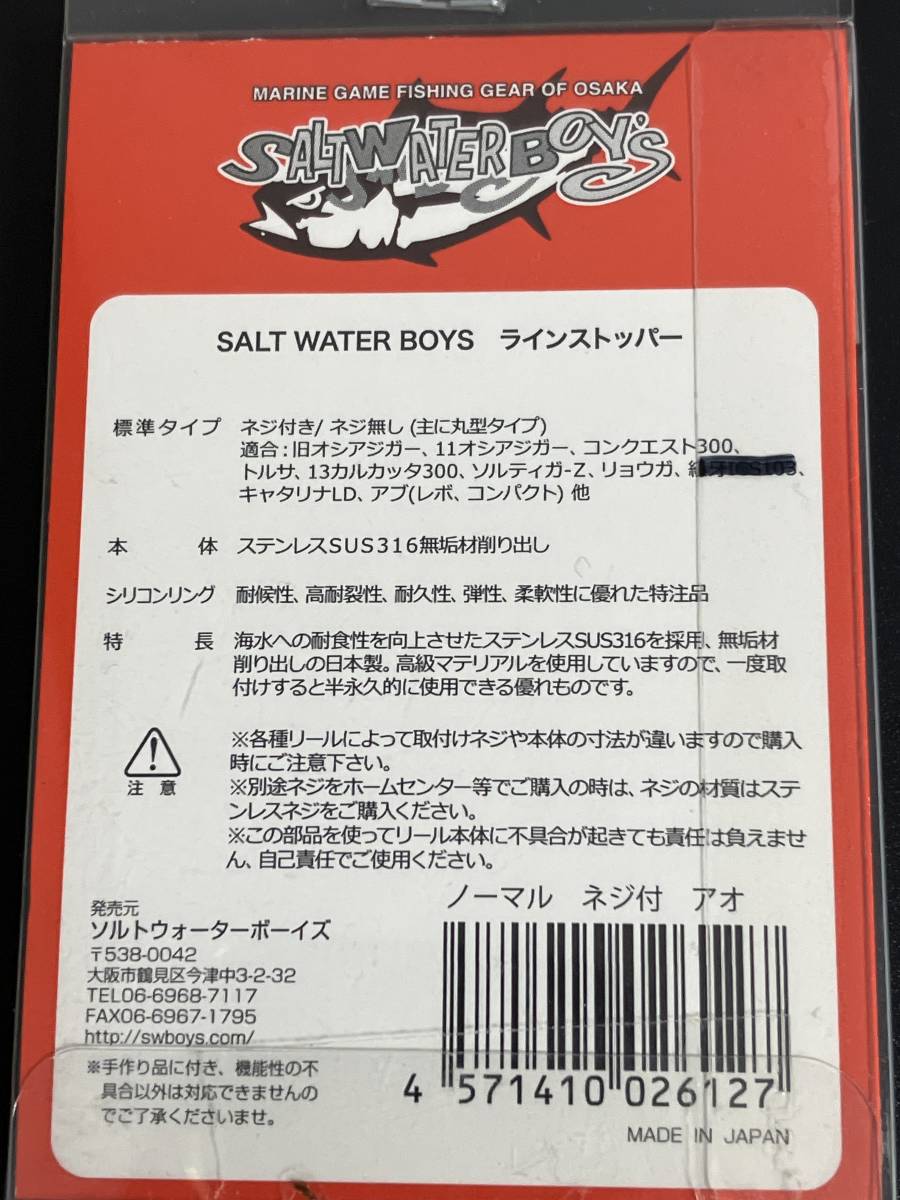 MARINE GAME FISHING GEAR OF OSAKA
SALTWATER BOY'S
SALT WATER BOYS ラインストッパー
標準タイプ ネジ付き/ ネジ無し (主に丸型タイプ)
適合:旧オシアジガー、11オシアジガー、コンクエスト300、
トルサ、13カルカッタ300、ソルティガ-Z、リョウガ、
キャタリナLD、アブ(レボ、コンパクト) 他
本 体 ステンレスSUS316無垢材削り出し
シリコンリング 耐候性、高耐裂性、耐久性、弾性、柔軟性に優れた特注品
特 長 海水への耐食性を向上させたステンレスSUS316を採用、無垢材
削り出しの日本製。高級マテリアルを使用していますので、一度取
付けすると半永久的に使用できる優れものです。
注 意
※各種リールによって取付けネジや本体の寸法が違いますので購入
時にご注意下さい。
※別途ネジをホームセンター等でご購入の時は、ネジの材質はステ
ンレスネジをご購入ください。
※この部品を使ってリール本体に不具合が起きても責任は負えませ
ん、自己責任でご使用ください。
発売元
ソルトウォーターボーイズ
〒538-0042
大阪市鶴見区今津中3-2-32
TEL06-6968-7117
FAX06-6967-1795
http://swboys.com/
※手作り品に付き、機能性の不
具合以外は対応できませんの
でご了承くださいませ。
ノーマル ネジ付 アオ
4 571410 026127
MADE IN JAPAN